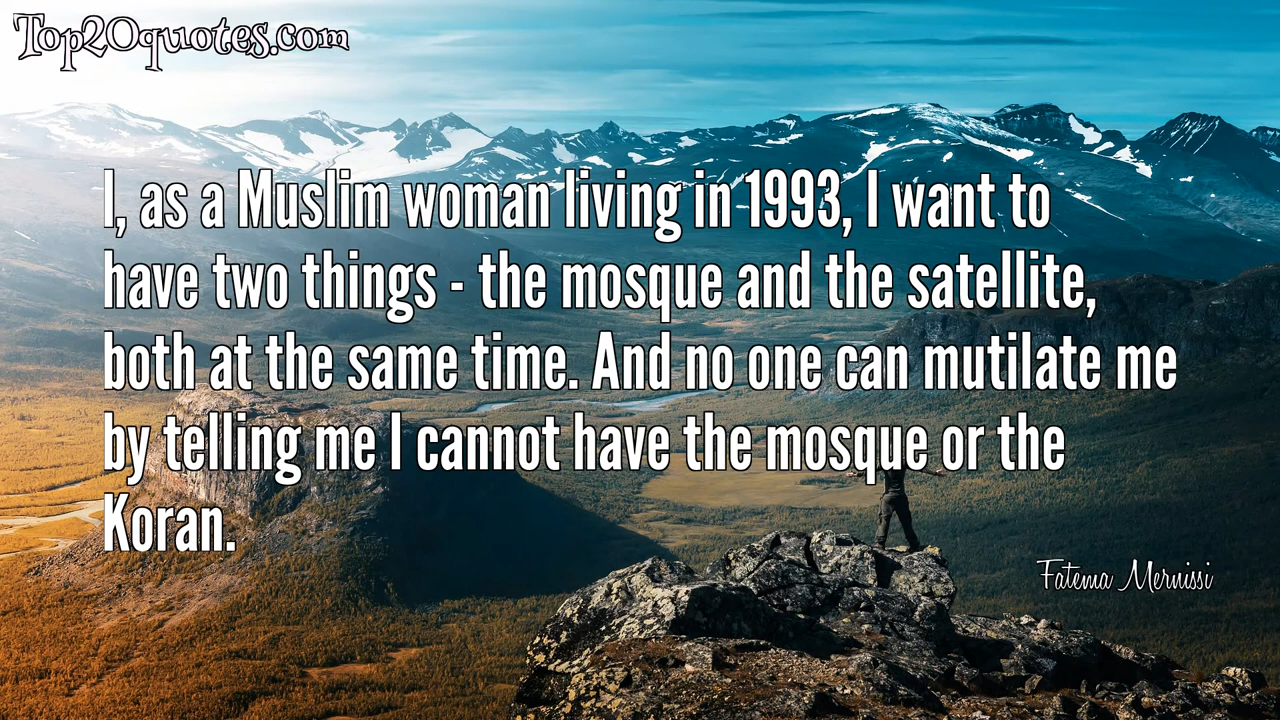 Top20quotes.com
I, as a Muslim woman living in 1993, I want to
have two things - the mosque and the satellite,
both at the same time. And no one can mutilate me
by telling me I cannot have the mosque or the
Koran.
Fatema Mernissi